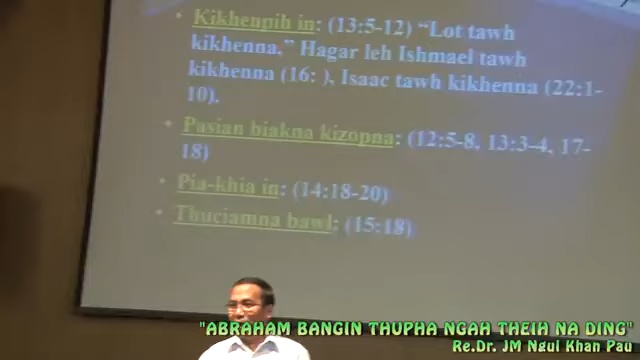 • Kikhenpih in: (13:5-12) “Lot tawh
kikhenna.” Hagar leh Ishmael tawh
kikhenna (16: ), Isaac tawh kikhenna (22:1-
10).
• Pasian biakna kizopna: (12:5-8, 13:3-4, 17-
18)
• Pia-khia in: (14:18-20)
• Thuciamna bawl: (15:18)
"ABRAHAM BANGIN THUPHA NGAH THEIH NA DING"
Re.Dr. JM Ngul Khan Pau